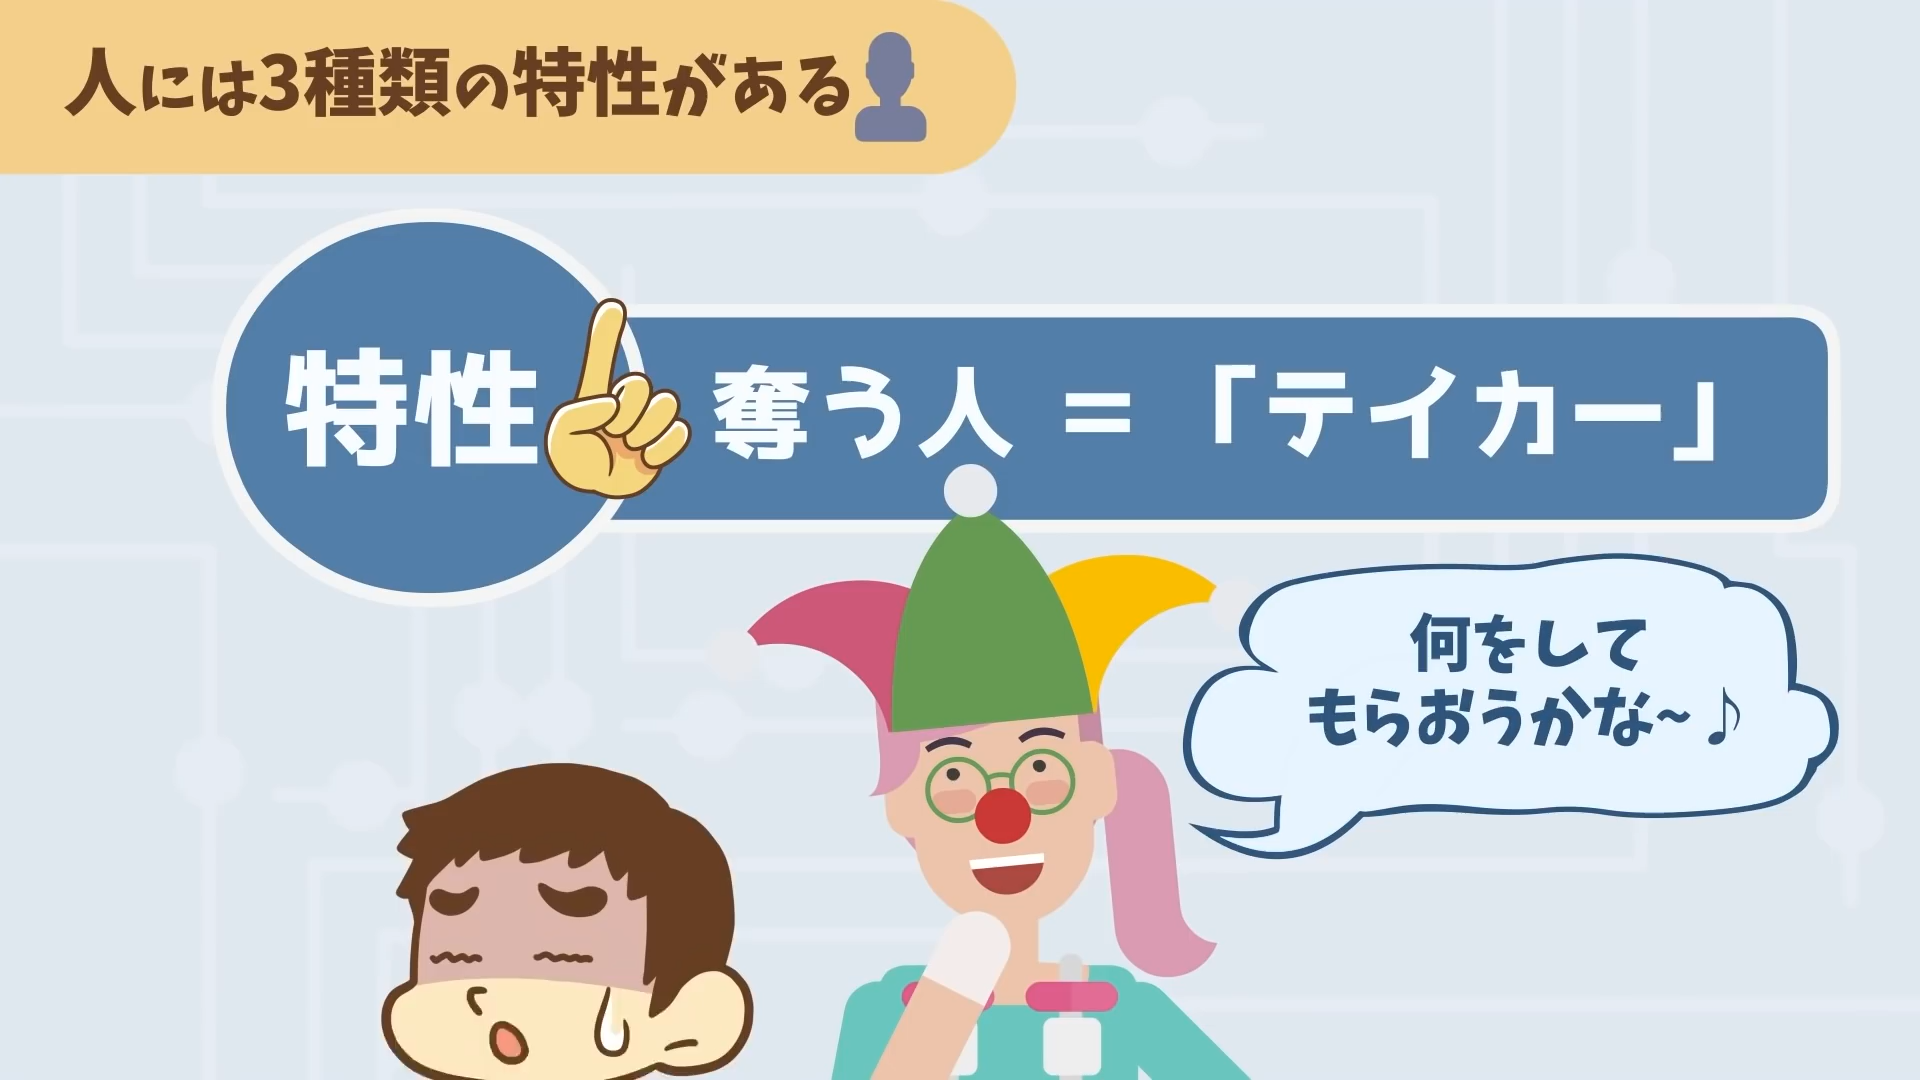 人には3種類の特性がある
特性
奪う人 = 「テイカー」
何をして
もらおうかな~♪